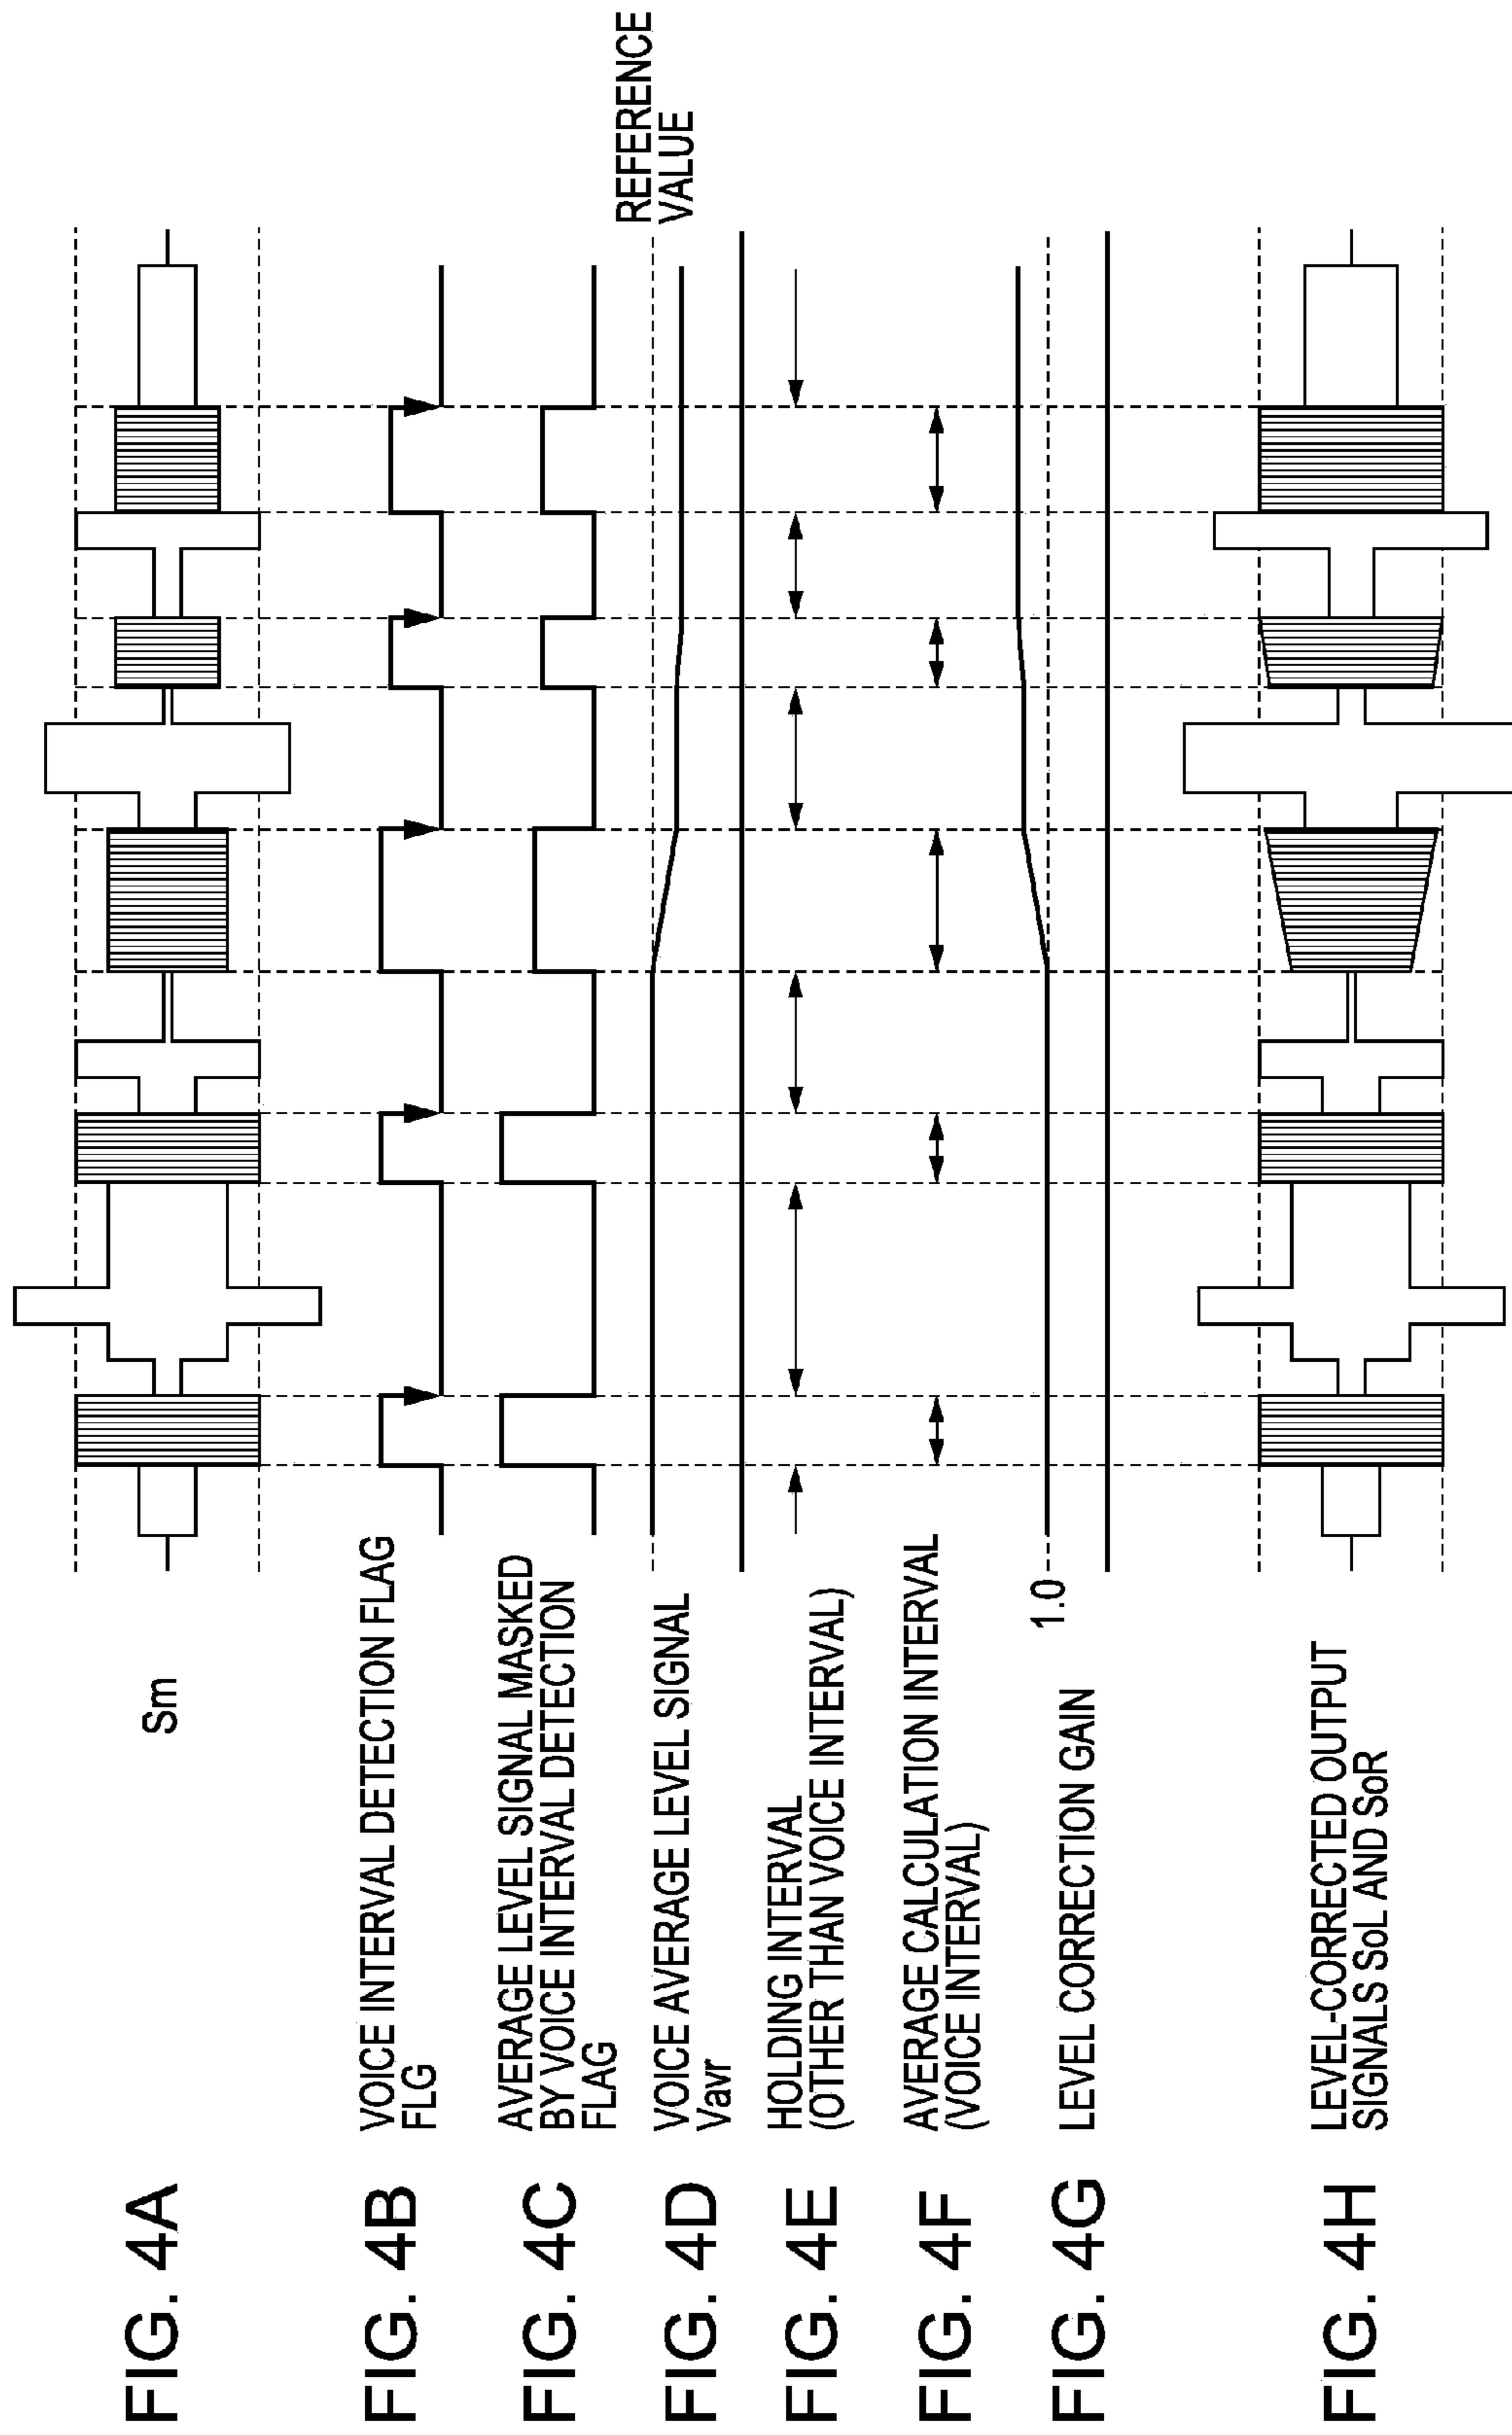 FIG. 4A
Sm
FIG. 4B
VOICE INTERVAL DETECTION FLAG
FLG
FIG. 4C
AVERAGE LEVEL SIGNAL MASKED
BY VOICE INTERVAL DETECTION
FLAG
FIG. 4D
VOICE AVERAGE LEVEL SIGNAL
Vavr
REFERENCE
VALUE
FIG. 4E
HOLDING INTERVAL
(OTHER THAN VOICE INTERVAL)
FIG. 4F
AVERAGE CALCULATION INTERVAL
(VOICE INTERVAL)
FIG. 4G
LEVEL CORRECTION GAIN
1.0
FIG. 4H
LEVEL-CORRECTED OUTPUT
SIGNALS SoL AND SoR